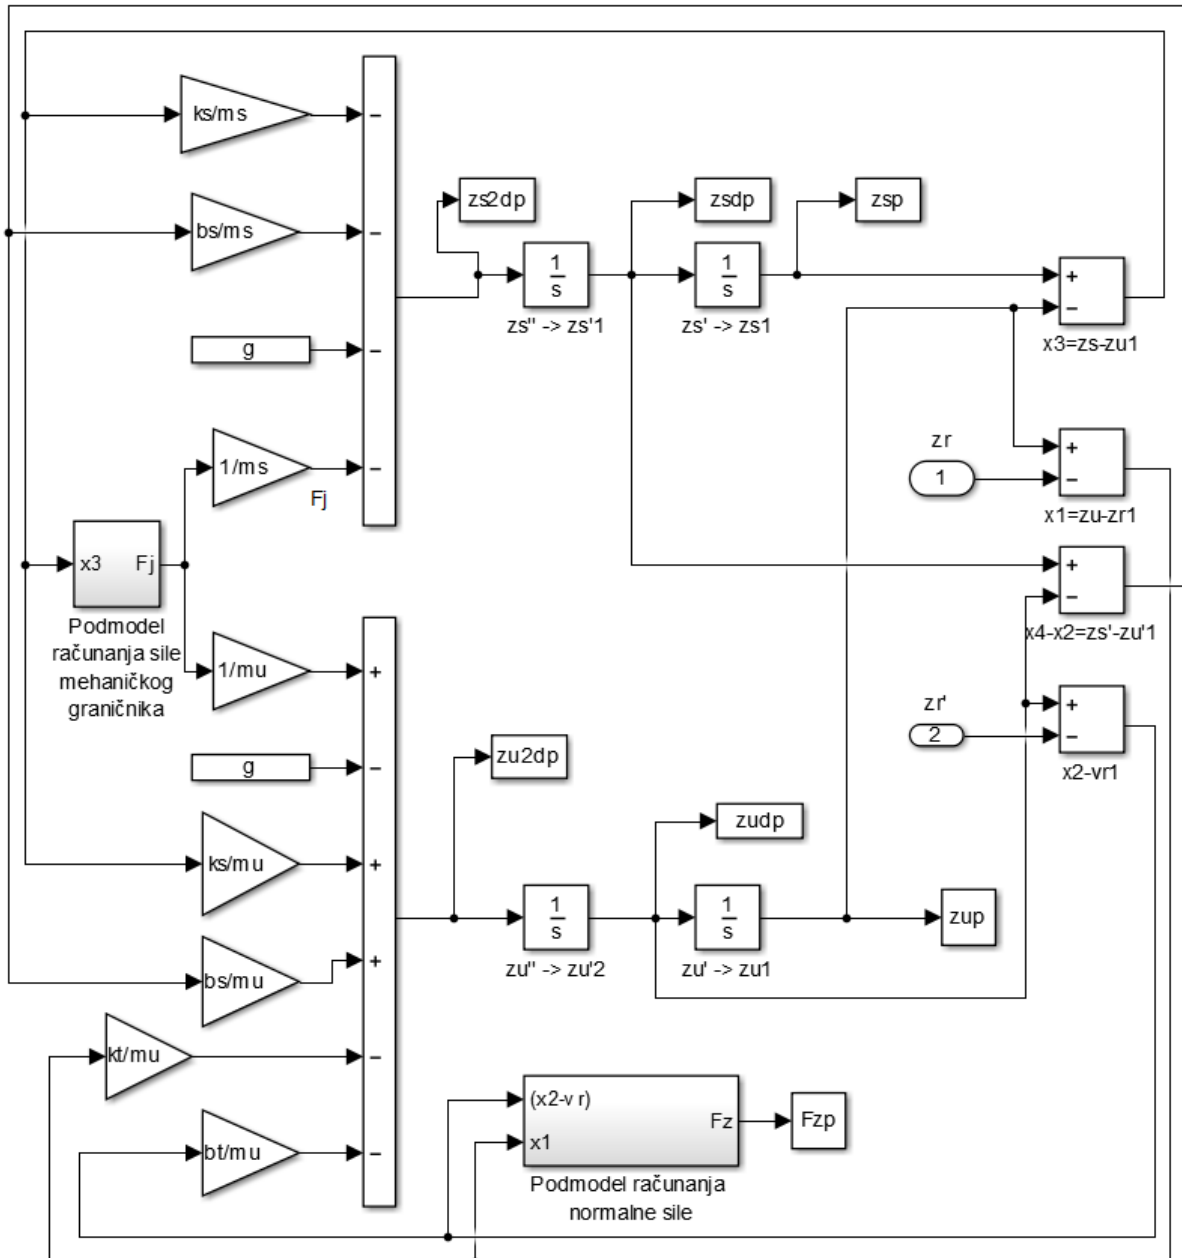 ks/ms
−
bs/ms
−
g
−
1/ms
−
Fj
zs2dp
1
s
zs'' -> zs'1
zsdp
1
s
zs' -> zs1
zsp
+
−
x3=zs-zu1
zr
1
+
−
x1=zu-zr1
+
−
x4-x2=zs'-zu'1
zr'
2
+
−
x2-vr1
x3
Fj
Podmodel
računanja sile
mehaničkog
graničnika
1/mu
+
g
−
ks/mu
+
bs/mu
+
kt/mu
−
bt/mu
−
zu2dp
1
s
zu'' -> zu'2
zudp
1
s
zu' -> zu1
zup
(x2-vr)
x1
Fz
Podmodel računanja
normalne sile
Fzp